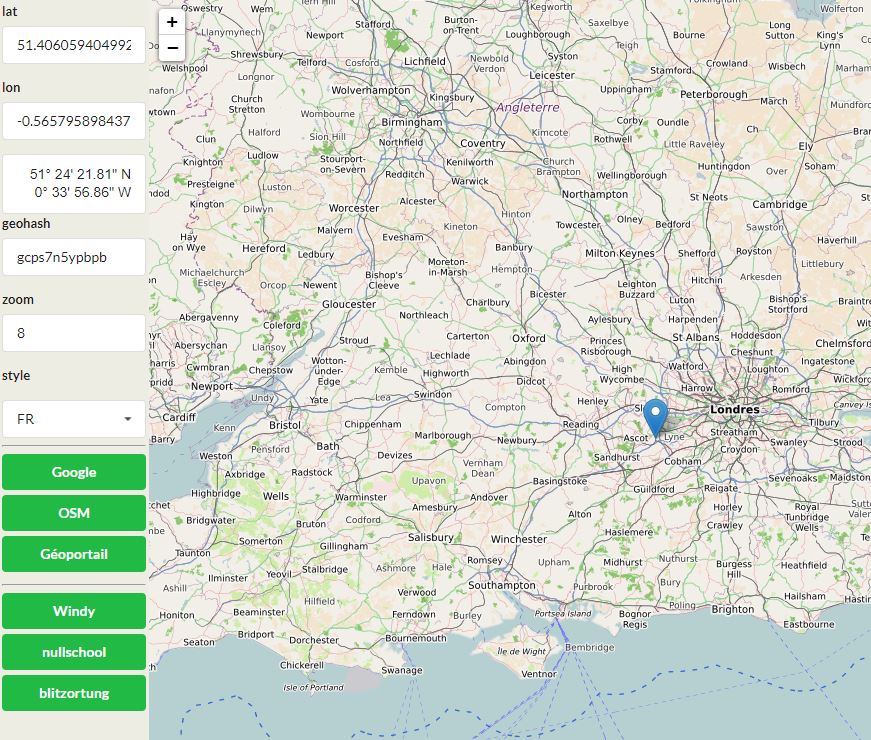 lat
51.406059404992
lon
-0.565795898437
51° 24' 21.81" N
0° 33' 56.86" W
geohash
gcps7n5ypbpb
zoom
8
style
FR
Google
OSM
Géoportail
Windy
nullschool
blitzortung
+
−
Oswestry
Wem
Stafford
Burton-
on-Trent
Kegworth
Loughborough
Saxelbye
Bourne
Long
Sutton
King's
Lynn
Wolferton
Llanymynech
Newport
Teigh
Welshpool
Shrewsbury
Telford
Cosford
Lichfield
Newbold
Verdon
Syston
Leicester
Stamford
Crowland
Wisbech
Longnor
Wolverhampton
Kingsbury
Uppingham
Peterborough
March
Mundford
Church
Stretton
Wombourne
Birmingham
Angleterre
Corby
Oundle
Ch
Clun
Halford
Sion Hill
Northfield
Coventry
Kimcote
Rothwell
Little Raveley
Ely
Knighton
Ludlow
Stourport-
on-Severn
Kenilworth
Church
Brampton
Wellingborough
Huntingdon
Over
Soham
Presteigne
Luston
Redditch
Warwick
Northampton
St Neots
Cambridge
Kington
Dilwyn
Worcester
Alcester
Hinton
Towcester
Olney
Bedford
Sawston
Haverhill
Hay
on Wye
Hereford
Malvern
Evesham
Kineton
Banbury
Milton Keynes
Shefford
Royston
Littlebury
Ledbury
Moreton-
in-Marsh
Hempton
Hitchin
Arkesden
Michaelchurch
Escley
Orcop
Newent
Bishop's
Cleeve
Charlbury
Bicester
Leighton
Buzzard
Luton
Bishop's
Stortford
Braintre
Abergavenny
Gloucester
Northleach
Aylesbury
Harpenden
Coleford
Abersychan
Stroud
Carterton
Oxford
Princes
Risborough
St Albans
Hoddesdon
Chelmsford
Llansoy
Cwmbran
Chepstow
Wotton-
under-
Edge
Kemble
Lechlade
Highworth
Abingdon
Didcot
High
Wycombe
Watford
Loughton
Ingatestone
Newport
Undy
Yate
Lea
Swindon
Compton
Henley
Harrow
Romford
Wickford
Cardiff
Kenn
Bristol
Chippenham
Reading
Londres
Canvey Is
Tilbury
Barry
Bath
Marlborough
Newbury
Ascot
Lyne
Streatham
Swanley
Strood
Weston
Pensford
Devizes
Vernham
Dean
Sandhurst
Cobham
Croydon
Axbridge
Radstock
Upavon
Basingstoke
Guildford
Sevenoaks
Maidston
Highbridge
Wells
Warminster
Andover
Reigate
Bridgwater
Bruton
Codford
Amesbury
Alton
Horley
Crawley
Royal
Tunbridge
Wells
Taunton
Somerton
Gillingham
Salisbury
Winchester
Haslemere
Ilminster
Yeovil
Stalbridge
Ashmore
Hale
Romsey
Upham
Midhurst
Nuthurst
Burgess
Hill
Heathfield
Ashill
Hilfield
Verwood
Southampton
Purbrook
Bury
Honiton
Beaminster
Ferndown
Burley
Portsea Island
Bognor
Regis
Poling
Brighton
Hailsham
Seaton
Bridport
Dorchester
Bournemouth
Île de Wight
Bembridge
Eastbourne
Chickerell
Swanage
Ventnor
Isle of Portland